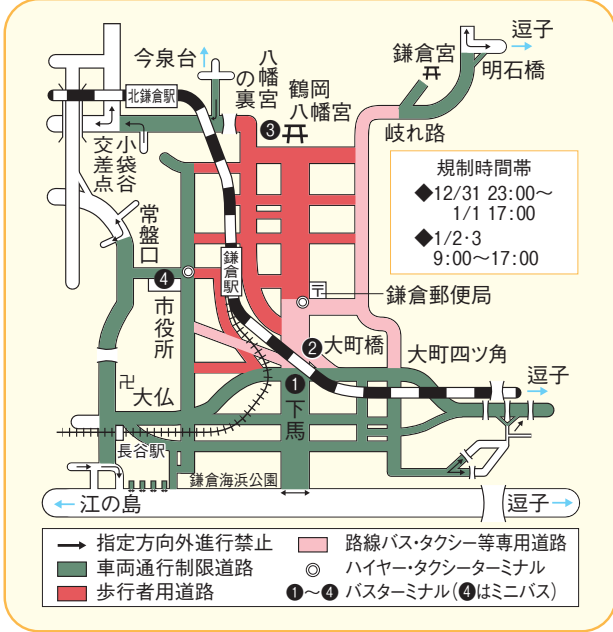 逗子
今泉台
八幡宮の裏
鎌倉宮
明石橋
北鎌倉駅
鶴岡八幡宮
❸
岐れ路
小袋谷交差点
規制時間帯
◆12/31 23:00〜
1/1 17:00
◆1/2・3
9:00〜17:00
常盤口
鎌倉駅
❹
〒
鎌倉郵便局
市役所
❷大町橋
大町四ツ角
卍
大仏
❶
下馬
逗子
長谷駅
鎌倉海浜公園
江の島
逗子
指定方向外進行禁止
路線バス・タクシー等専用道路
車両通行制限道路
◎ ハイヤー・タクシーターミナル
歩行者用道路
❶〜❹ バスターミナル(❹はミニバス)